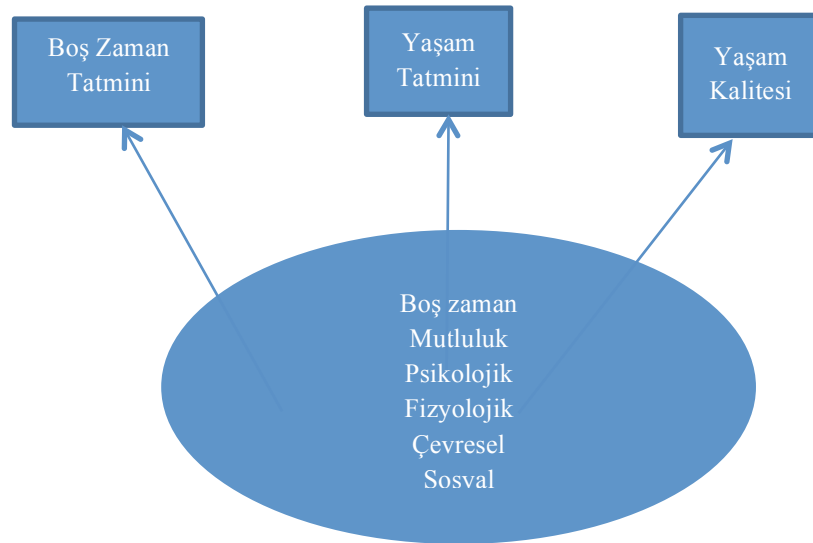 Boş Zaman
Tatmini
Yaşam
Tatmini
Yaşam
Kalitesi
Boş zaman
Mutluluk
Psikolojik
Fizyolojik
Çevresel
Sosval